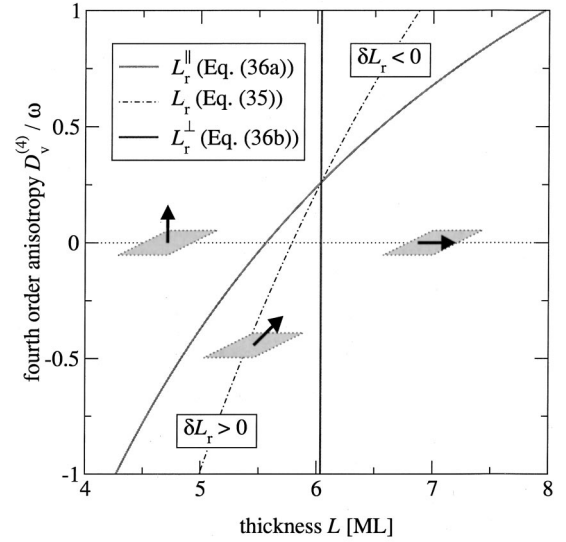 fourth order anisotropy D_v^(4) / ω
1
0.5
0
-0.5
-1
L_r^∥ (Eq. (36a))
L_r (Eq. (35))
L_r^⊥ (Eq. (36b))
δL_r < 0
δL_r > 0
4 5 6 7 8
thickness L [ML]